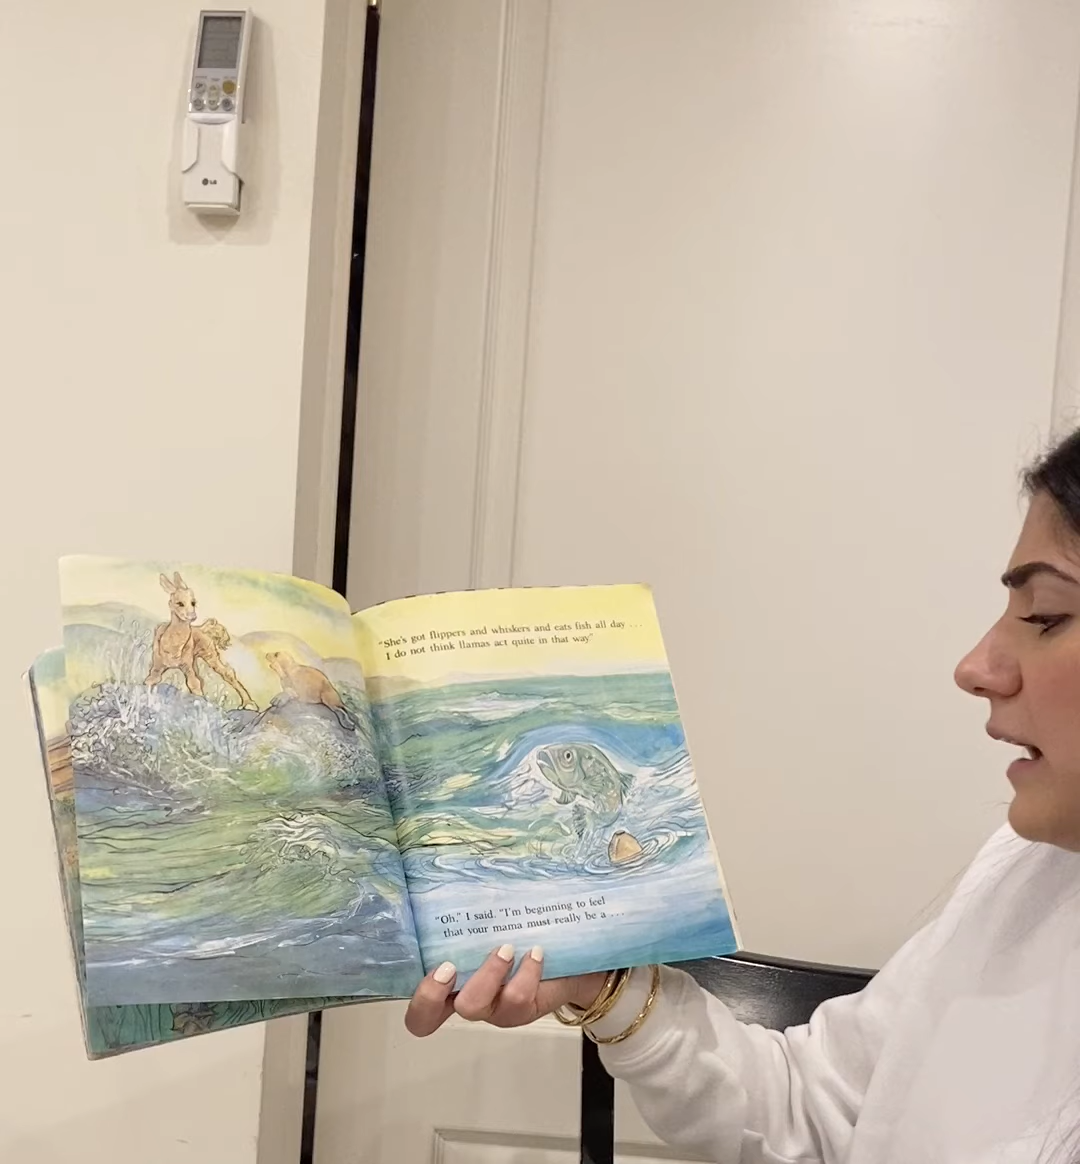 LG
"She's got flippers and whiskers and eats fish all day . . .
I do not think llamas act quite in that way"
"Oh," I said. "I'm beginning to feel
that your mama must really be a . . .